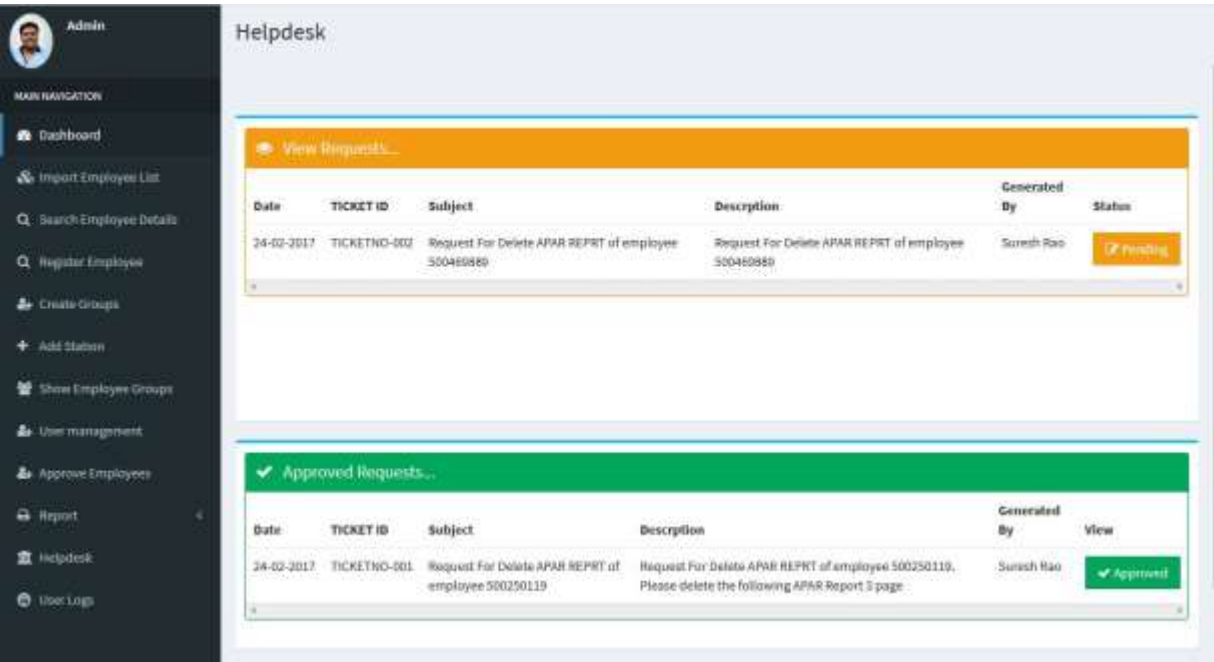 Admin
Helpdesk
MAIN NAVIGATION
Dashboard
Import Employee List
Search Employee Details
Register Employee
Create Groups
Add Station
Show Employee Groups
User management
Approve Employees
Report
Helpdesk
User Logs
View Requests...
Generated
Date TICKET ID Subject Descrption By Status
24-02-2017 TICKETNO-002 Request For Delete APAR REPRT of employee Request For Delete APAR REPRT of employee Suresh Rao Pending
500469889 500469889
Approved Requests...
Generated
Date TICKET ID Subject Descrption By View
24-02-2017 TICKETNO-001 Request For Delete APAR REPRT of Request For Delete APAR REPRT of employee 500250119. Suresh Rao Approved
employee 500250119 Please delete the following APAR Report 3 page